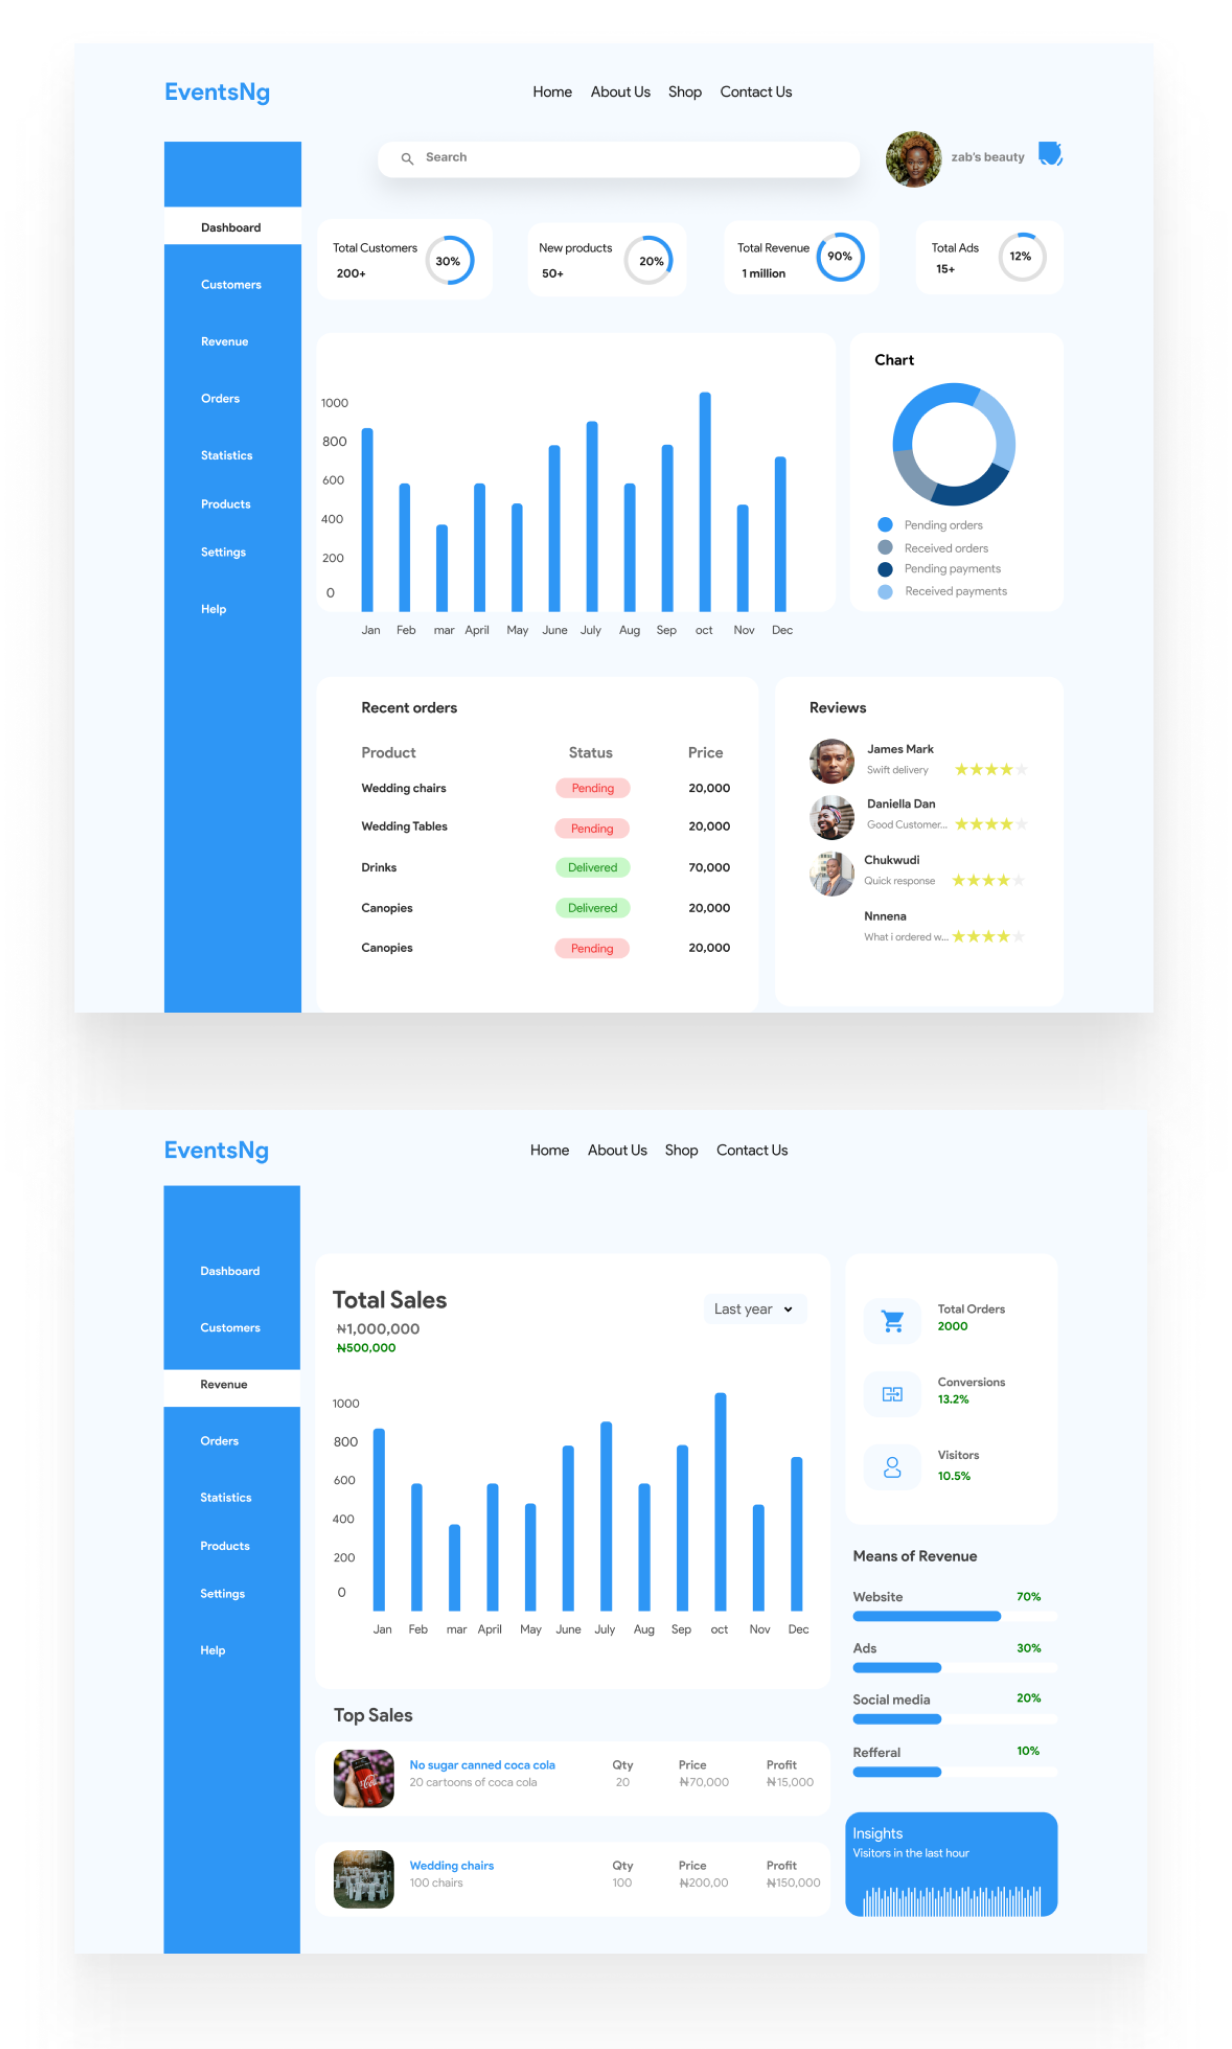 EventsNg
Home About Us Shop Contact Us
Search
zab's beauty
Dashboard
Customers
Revenue
Orders
Statistics
Products
Settings
Help
Total Customers
200+
30%
New products
50+
20%
Total Revenue
1 million
90%
Total Ads
15+
12%
1000
800
600
400
200
0
Jan Feb mar April May June July Aug Sep oct Nov Dec
Chart
Pending orders
Received orders
Pending payments
Received payments
Recent orders
Product Status Price
Wedding chairs Pending 20,000
Wedding Tables Pending 20,000
Drinks Delivered 70,000
Canopies Delivered 20,000
Canopies Pending 20,000
Reviews
James Mark
Swift delivery
Daniella Dan
Good Customer...
Chukwudi
Quick response
Nnnena
What i ordered w...
EventsNg
Home About Us Shop Contact Us
Dashboard
Customers
Revenue
Orders
Statistics
Products
Settings
Help
Total Sales
₦1,000,000
₦500,000
Last year
1000
800
600
400
200
0
Jan Feb mar April May June July Aug Sep oct Nov Dec
Total Orders
2000
Conversions
13.2%
Visitors
10.5%
Means of Revenue
Website 70%
Ads 30%
Social media 20%
Refferal 10%
Top Sales
No sugar canned coca cola Qty Price Profit
20 cartoons of coca cola 20 ₦70,000 ₦15,000
Wedding chairs Qty Price Profit
100 chairs 100 ₦200,00 ₦150,000
Insights
Visitors in the last hour